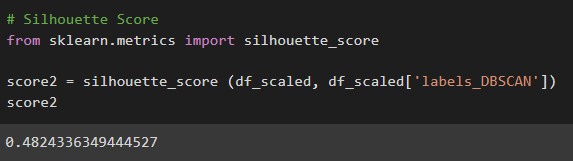 # Silhouette Score
from sklearn.metrics import silhouette_score
score2 = silhouette_score (df_scaled, df_scaled['labels_DBSCAN'])
score2
0.4824336349444527